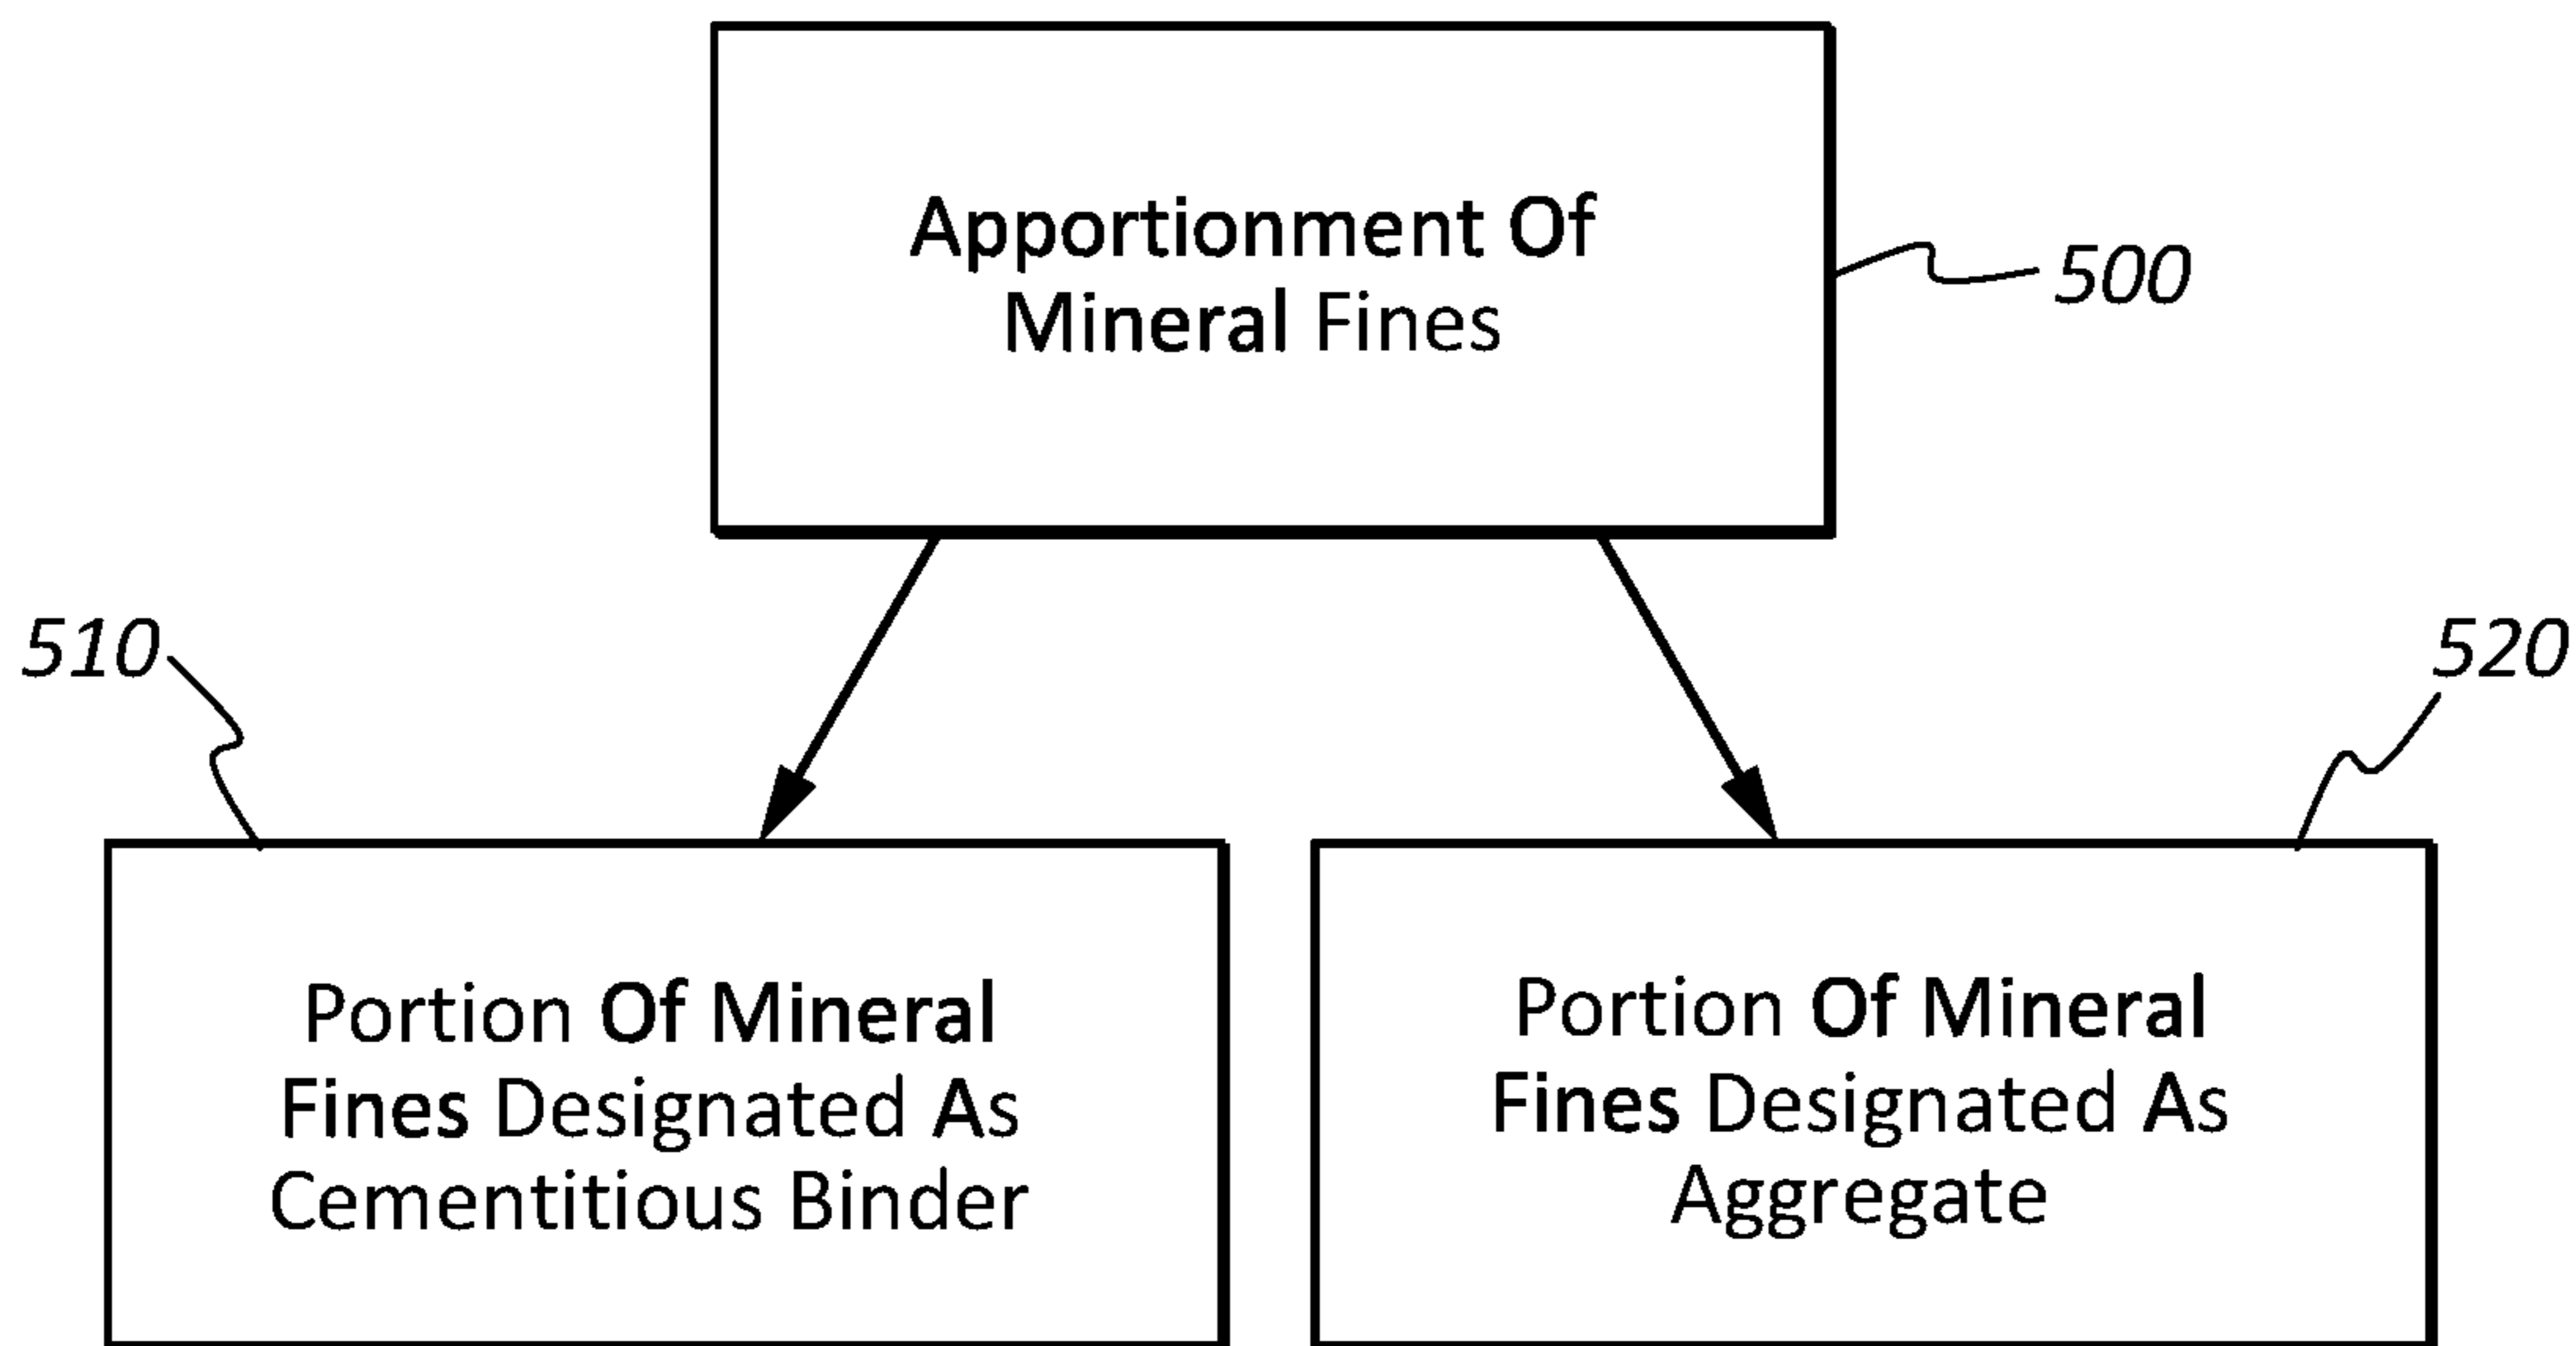 Apportionment Of
Mineral Fines
500
510
520
Portion Of Mineral
Fines Designated As
Cementitious Binder
Portion Of Mineral
Fines Designated As
Aggregate